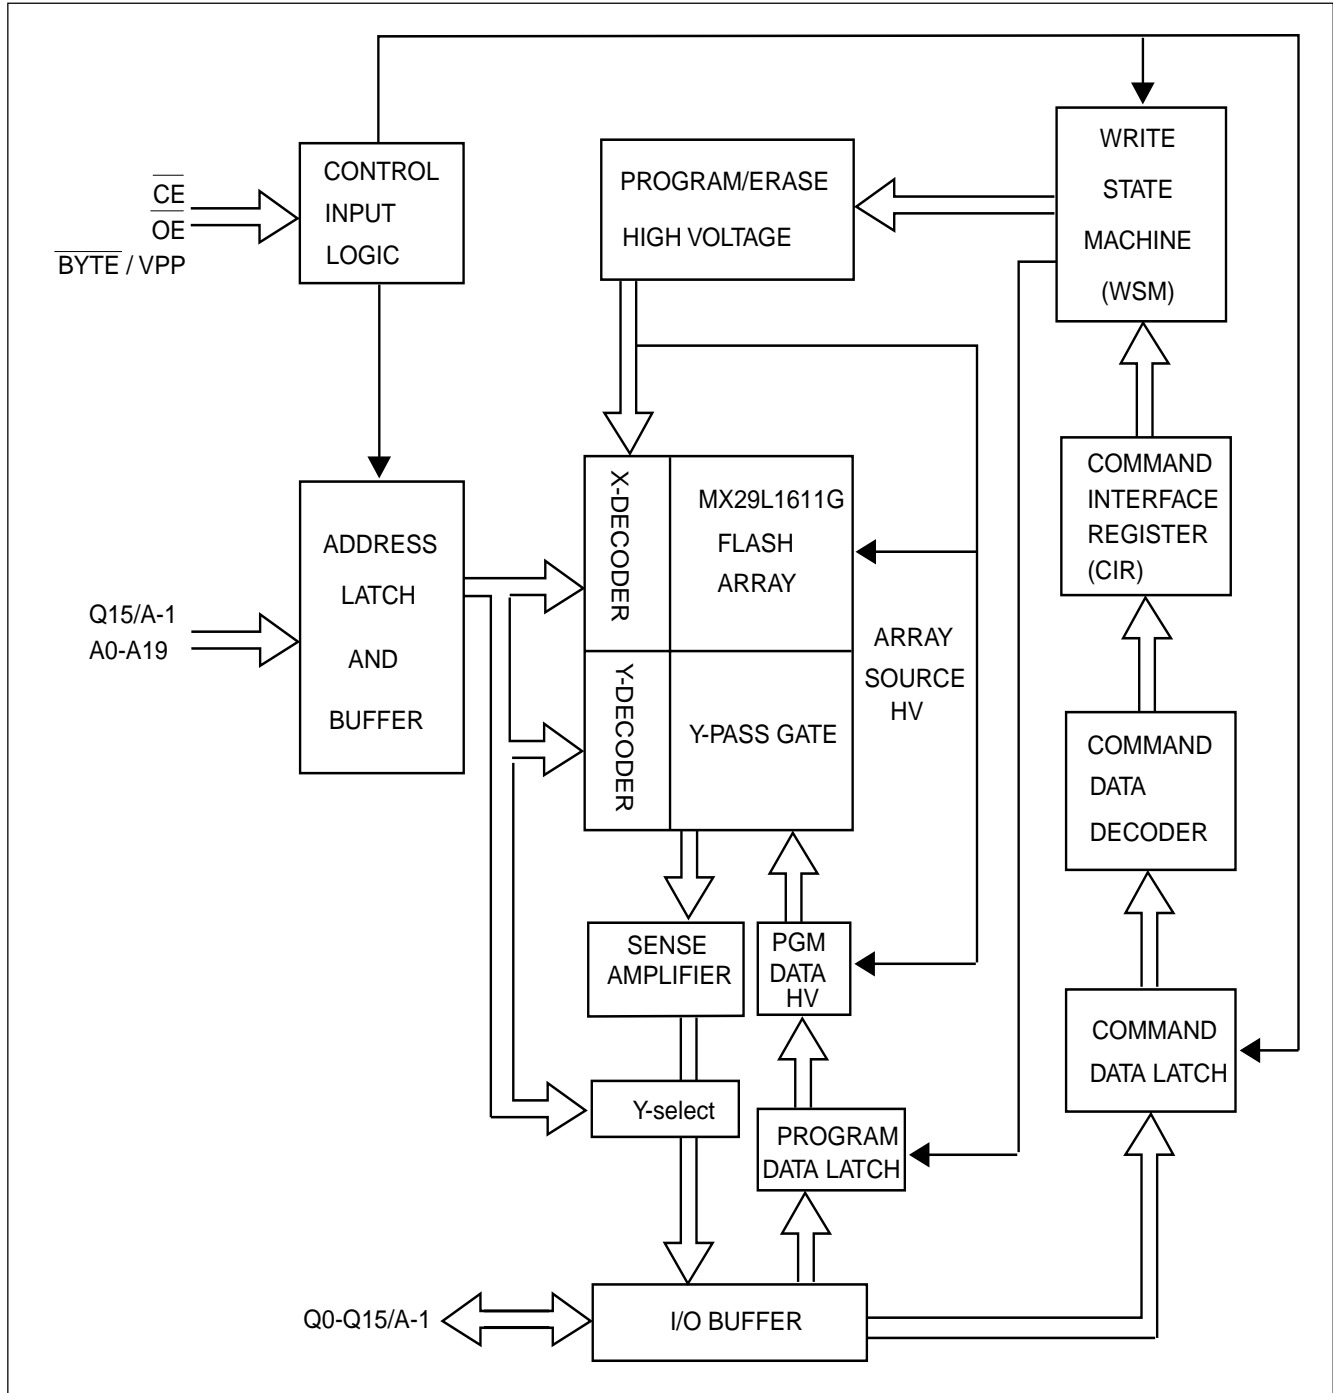 CE
OE
BYTE / VPP
CONTROL
INPUT
LOGIC
PROGRAM/ERASE
HIGH VOLTAGE
WRITE
STATE
MACHINE
(WSM)
Q15/A-1
A0-A19
ADDRESS
LATCH
AND
BUFFER
X-DECODER
MX29L1611G
FLASH
ARRAY
Y-DECODER
Y-PASS GATE
ARRAY
SOURCE
HV
COMMAND
INTERFACE
REGISTER
(CIR)
COMMAND
DATA
DECODER
SENSE
AMPLIFIER
PGM
DATA
HV
COMMAND
DATA LATCH
Y-select
PROGRAM
DATA LATCH
Q0-Q15/A-1
I/O BUFFER